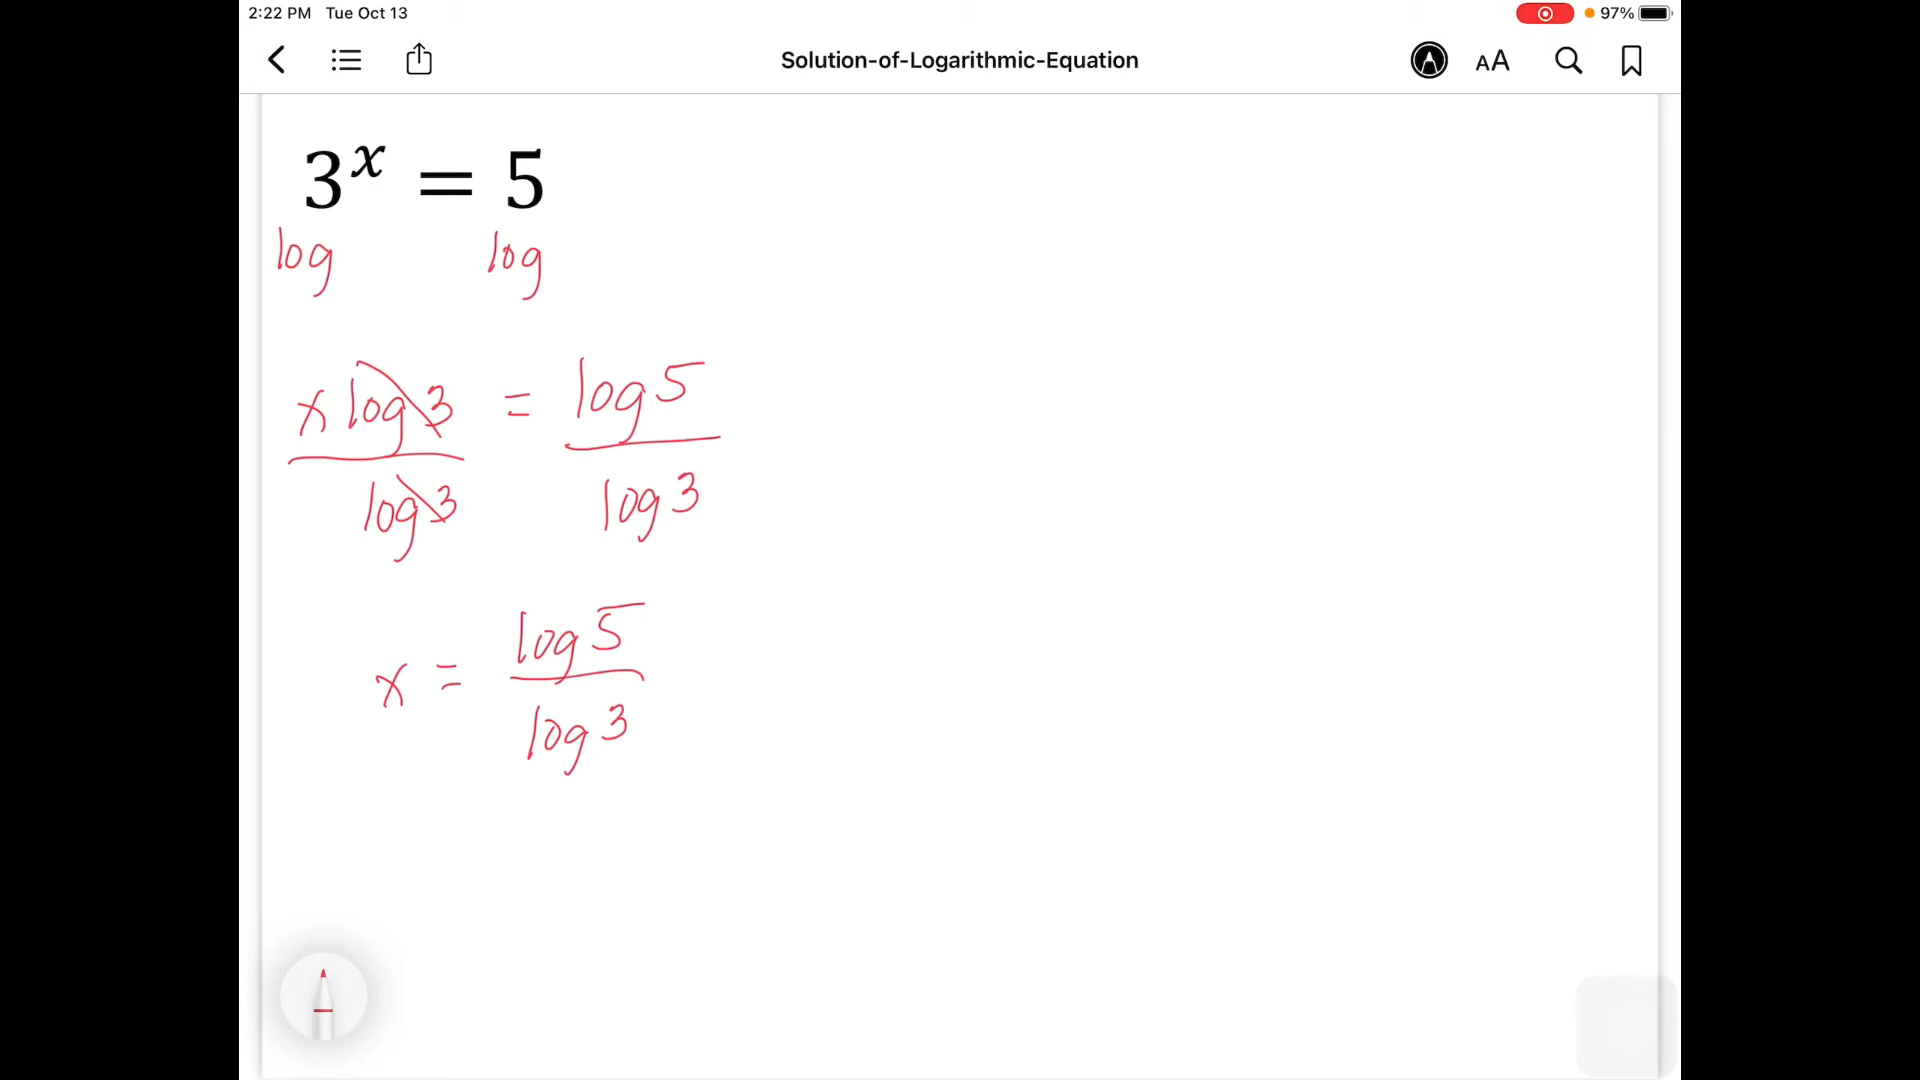 2:22 PM Tue Oct 13 97%
Solution-of-Logarithmic-Equation AA
3^x = 5
log log
x log 3 / log 3 = log 5 / log 3
x = log 5 / log 3